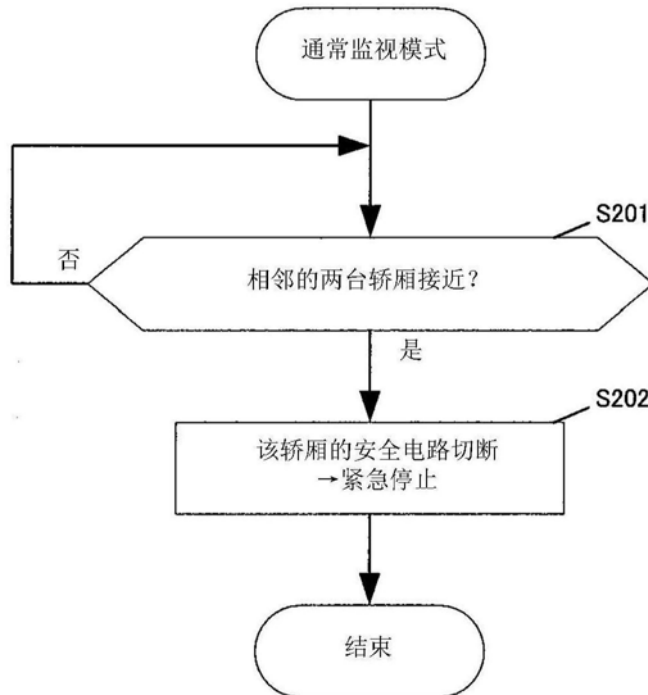 通常监视模式
S201
否
相邻的两台轿厢接近？
是
S202
该轿厢的安全电路切断
→紧急停止
结束